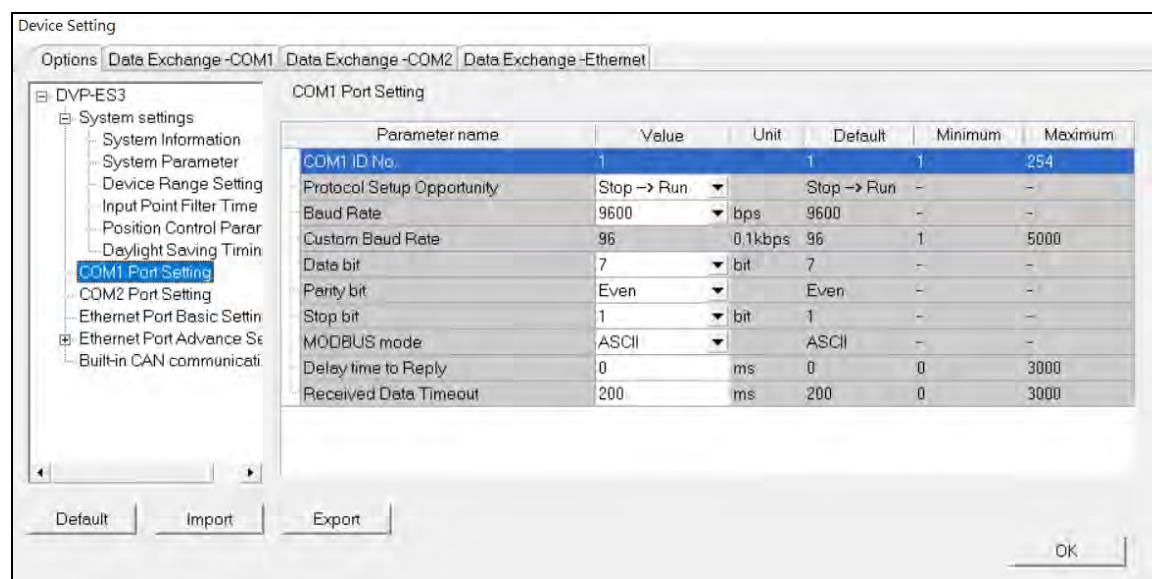 Device Setting
Options Data Exchange -COM1 Data Exchange -COM2 Data Exchange -Ethernet
DVP-ES3
System settings
System Information
System Parameter
Device Range Setting
Input Point Filter Time
Position Control Parar
Daylight Saving Timin
COM1 Port Setting
COM2 Port Setting
Ethernet Port Basic Settin
Ethernet Port Advance Se
Built-in CAN communicati
COM1 Port Setting
Parameter name Value Unit Default Minimum Maximum
COM1 ID No. 1 1 1 254
Protocol Setup Opportunity Stop -> Run Stop -> Run - -
Baud Rate 9600 bps 9600 - -
Custom Baud Rate 96 0.1kbps 96 1 5000
Data bit 7 bit 7 - -
Parity bit Even Even - -
Stop bit 1 bit 1 - -
MODBUS mode ASCII ASCII - -
Delay time to Reply 0 ms 0 0 3000
Received Data Timeout 200 ms 200 0 3000
Default Import Export
OK